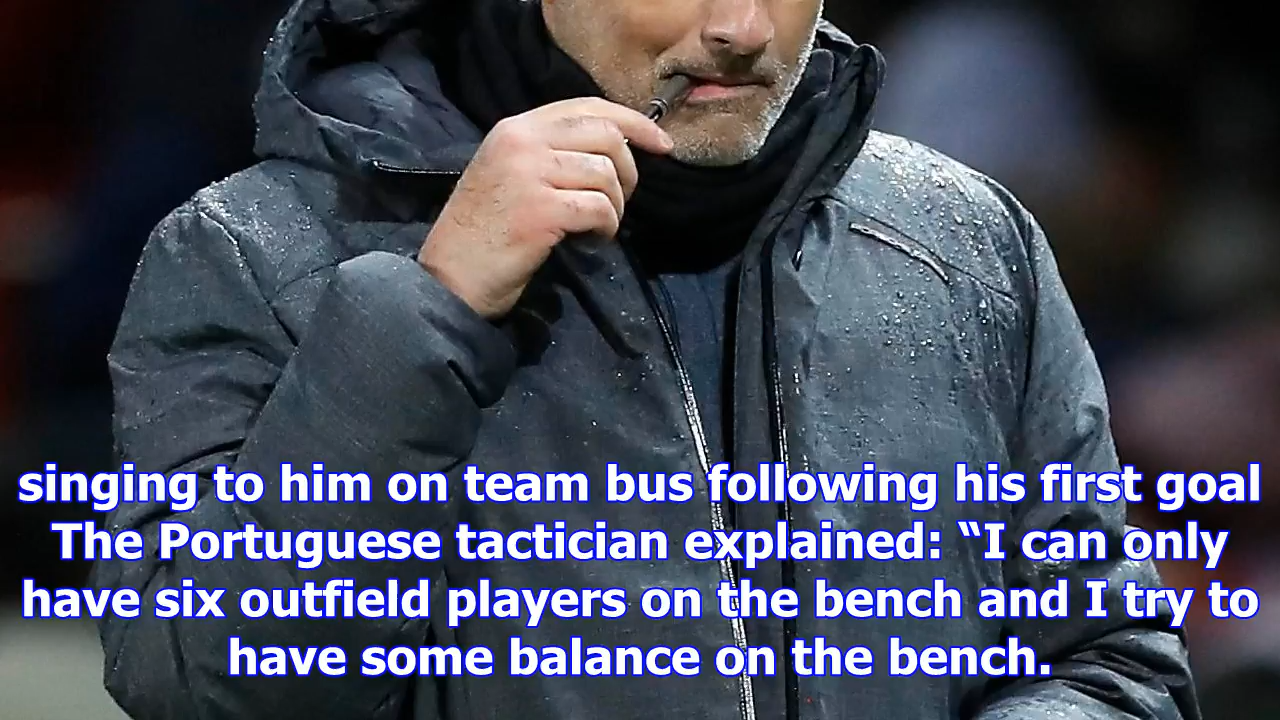 singing to him on team bus following his first goal
The Portuguese tactician explained: “I can only
have six outfield players on the bench and I try to
have some balance on the bench.